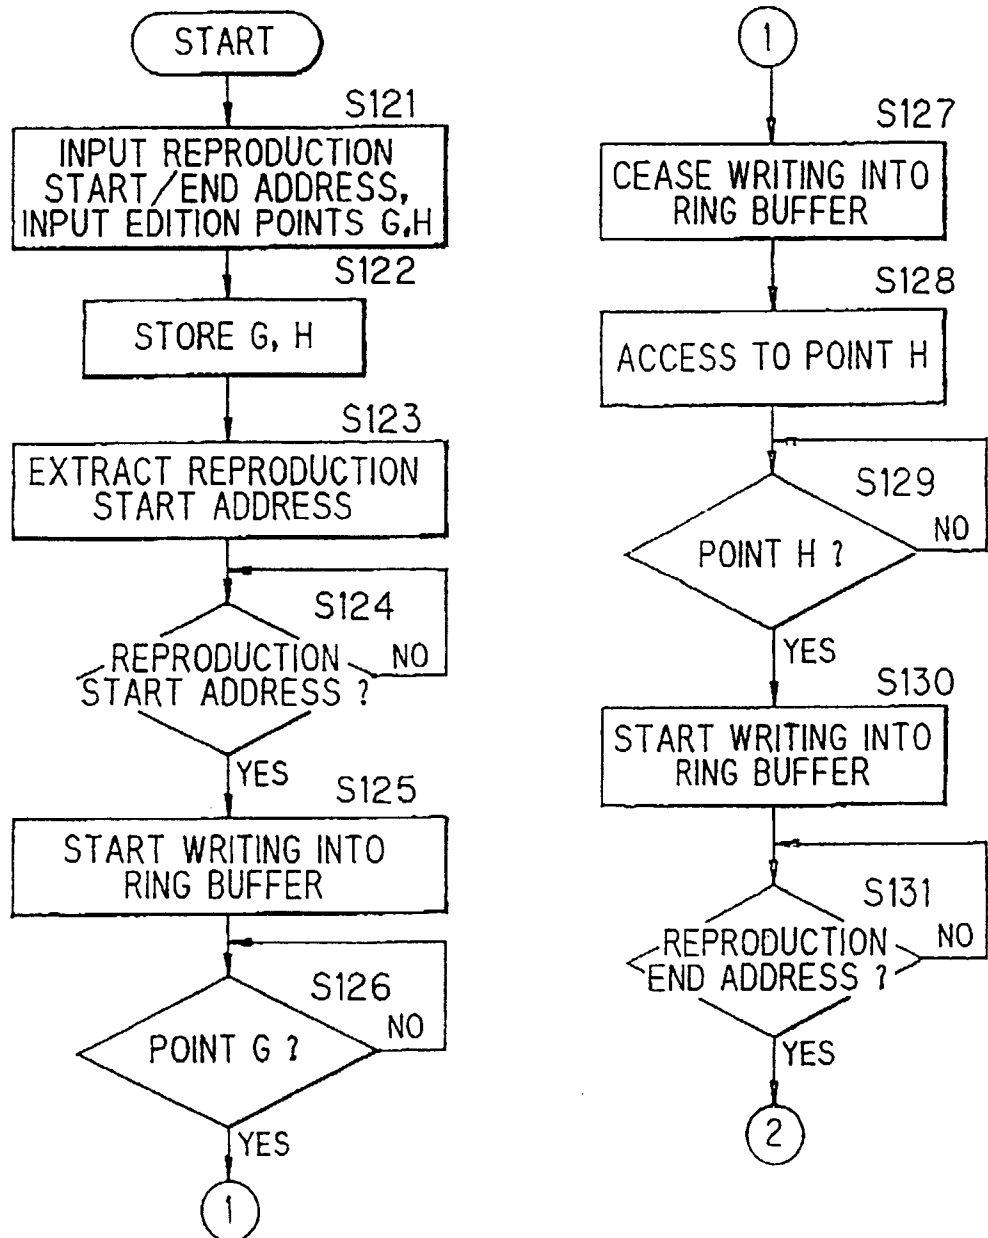 START
S121
INPUT REPRODUCTION
START/END ADDRESS,
INPUT EDITION POINTS G,H
S122
STORE G, H
S123
EXTRACT REPRODUCTION
START ADDRESS
S124
REPRODUCTION
START ADDRESS ?
NO
YES
S125
START WRITING INTO
RING BUFFER
S126
POINT G ?
NO
YES
1
1
S127
CEASE WRITING INTO
RING BUFFER
S128
ACCESS TO POINT H
S129
POINT H ?
NO
YES
S130
START WRITING INTO
RING BUFFER
S131
REPRODUCTION
END ADDRESS ?
NO
YES
2